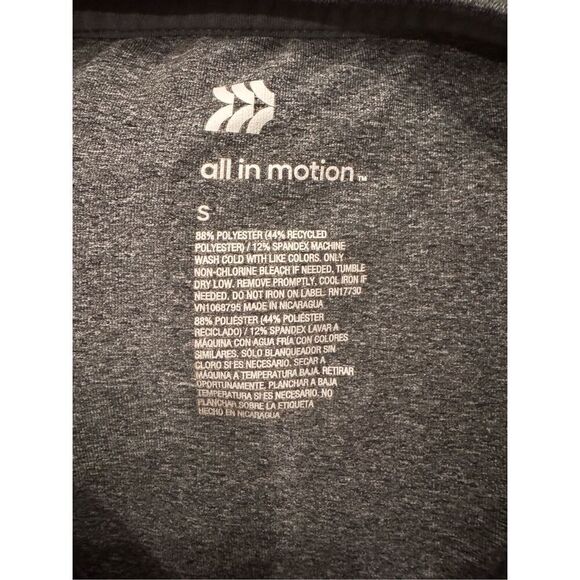 all in motion™
S
88% POLYESTER (44% RECYCLED
POLYESTER) / 12% SPANDEX MACHINE
WASH COLD WITH LIKE COLORS. ONLY
NON-CHLORINE BLEACH IF NEEDED, TUMBLE
DRY LOW. REMOVE PROMPTLY. COOL IRON IF
NEEDED, DO NOT IRON ON LABEL. RN17730
VN1068795 MADE IN NICARAGUA
88% POLIÉSTER (44% POLIÉSTER
RECICLADO) / 12% SPANDEX LAVAR A
MÁQUINA CON AGUA FRÍA CON COLORES
SIMILARES. SÓLO BLANQUEADOR SIN
CLORO SI ES NECESARIO. SECAR A
MÁQUINA A TEMPERATURA BAJA. RETIRAR
OPORTUNAMENTE. PLANCHAR A BAJA
TEMPERATURA SI ES NECESARIO. NO
PLANCHAR SOBRE LA ETIQUETA
HECHO EN NICARAGUA